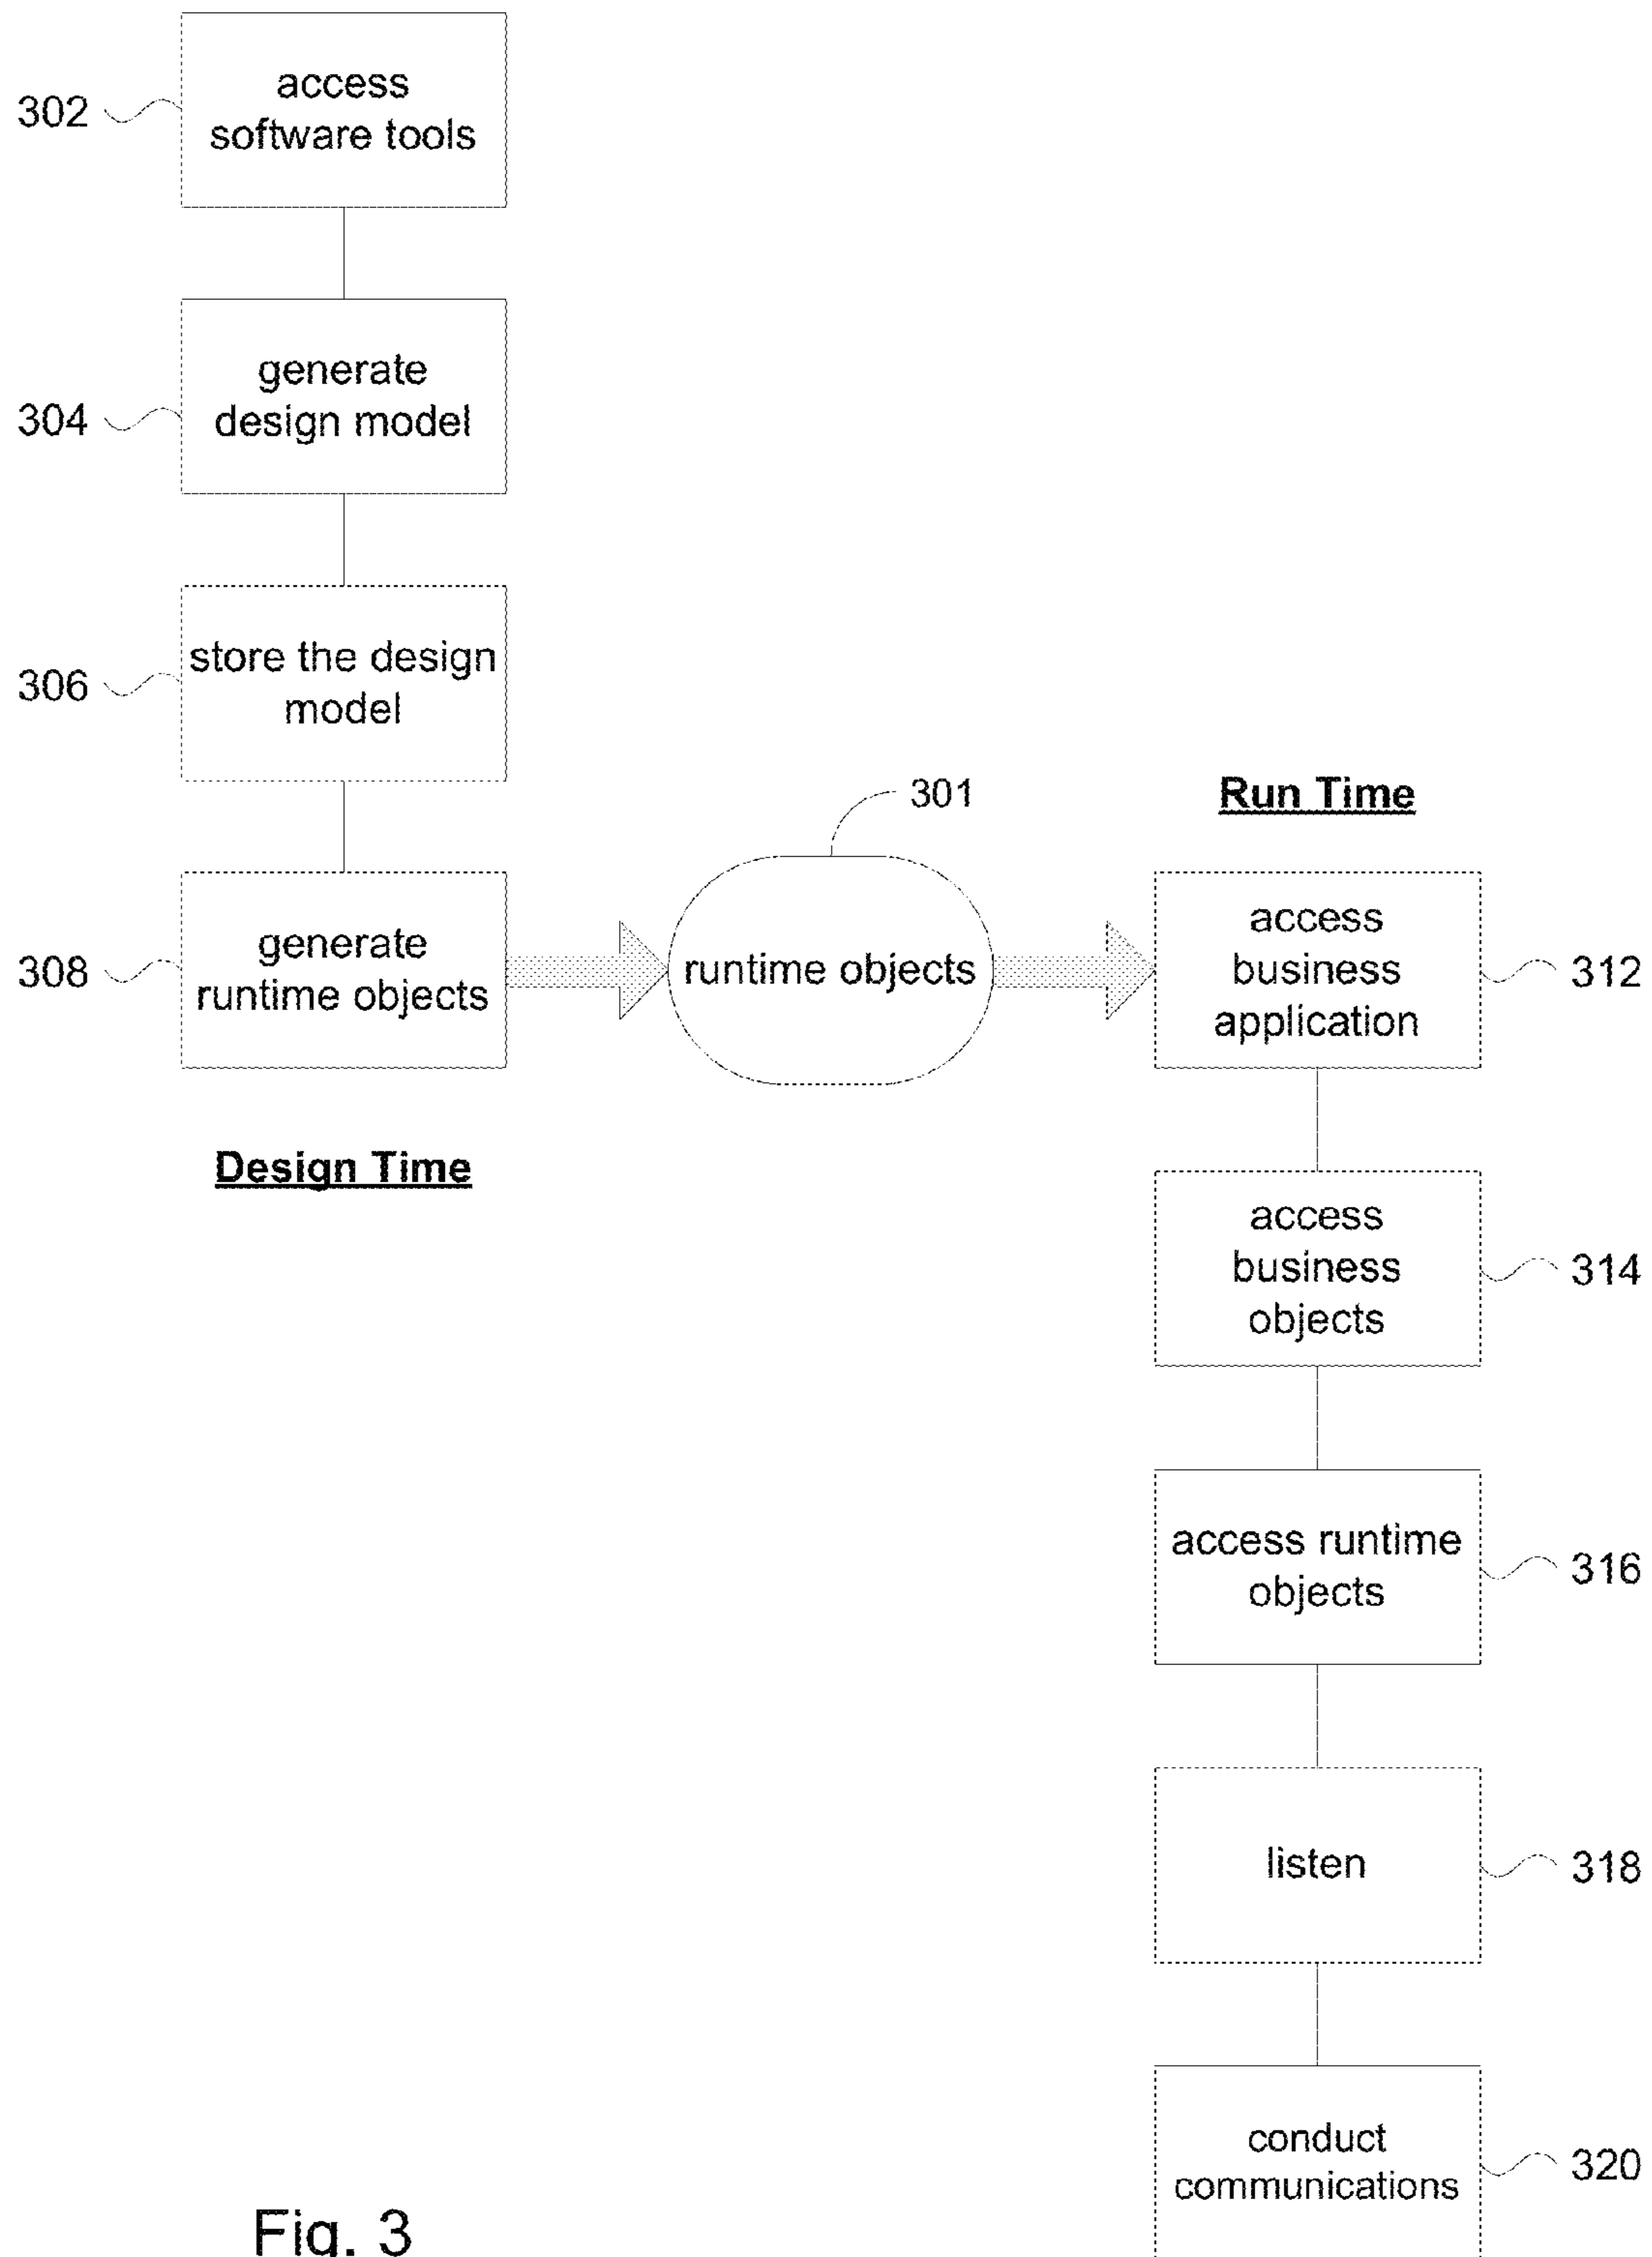 302
access
software tools
304
generate
design model
306
store the design
model
308
generate
runtime objects
Design Time
301
runtime objects
Run Time
access
business
application
312
access
business
objects
314
access runtime
objects
316
listen
318
conduct
communications
320
Fig. 3